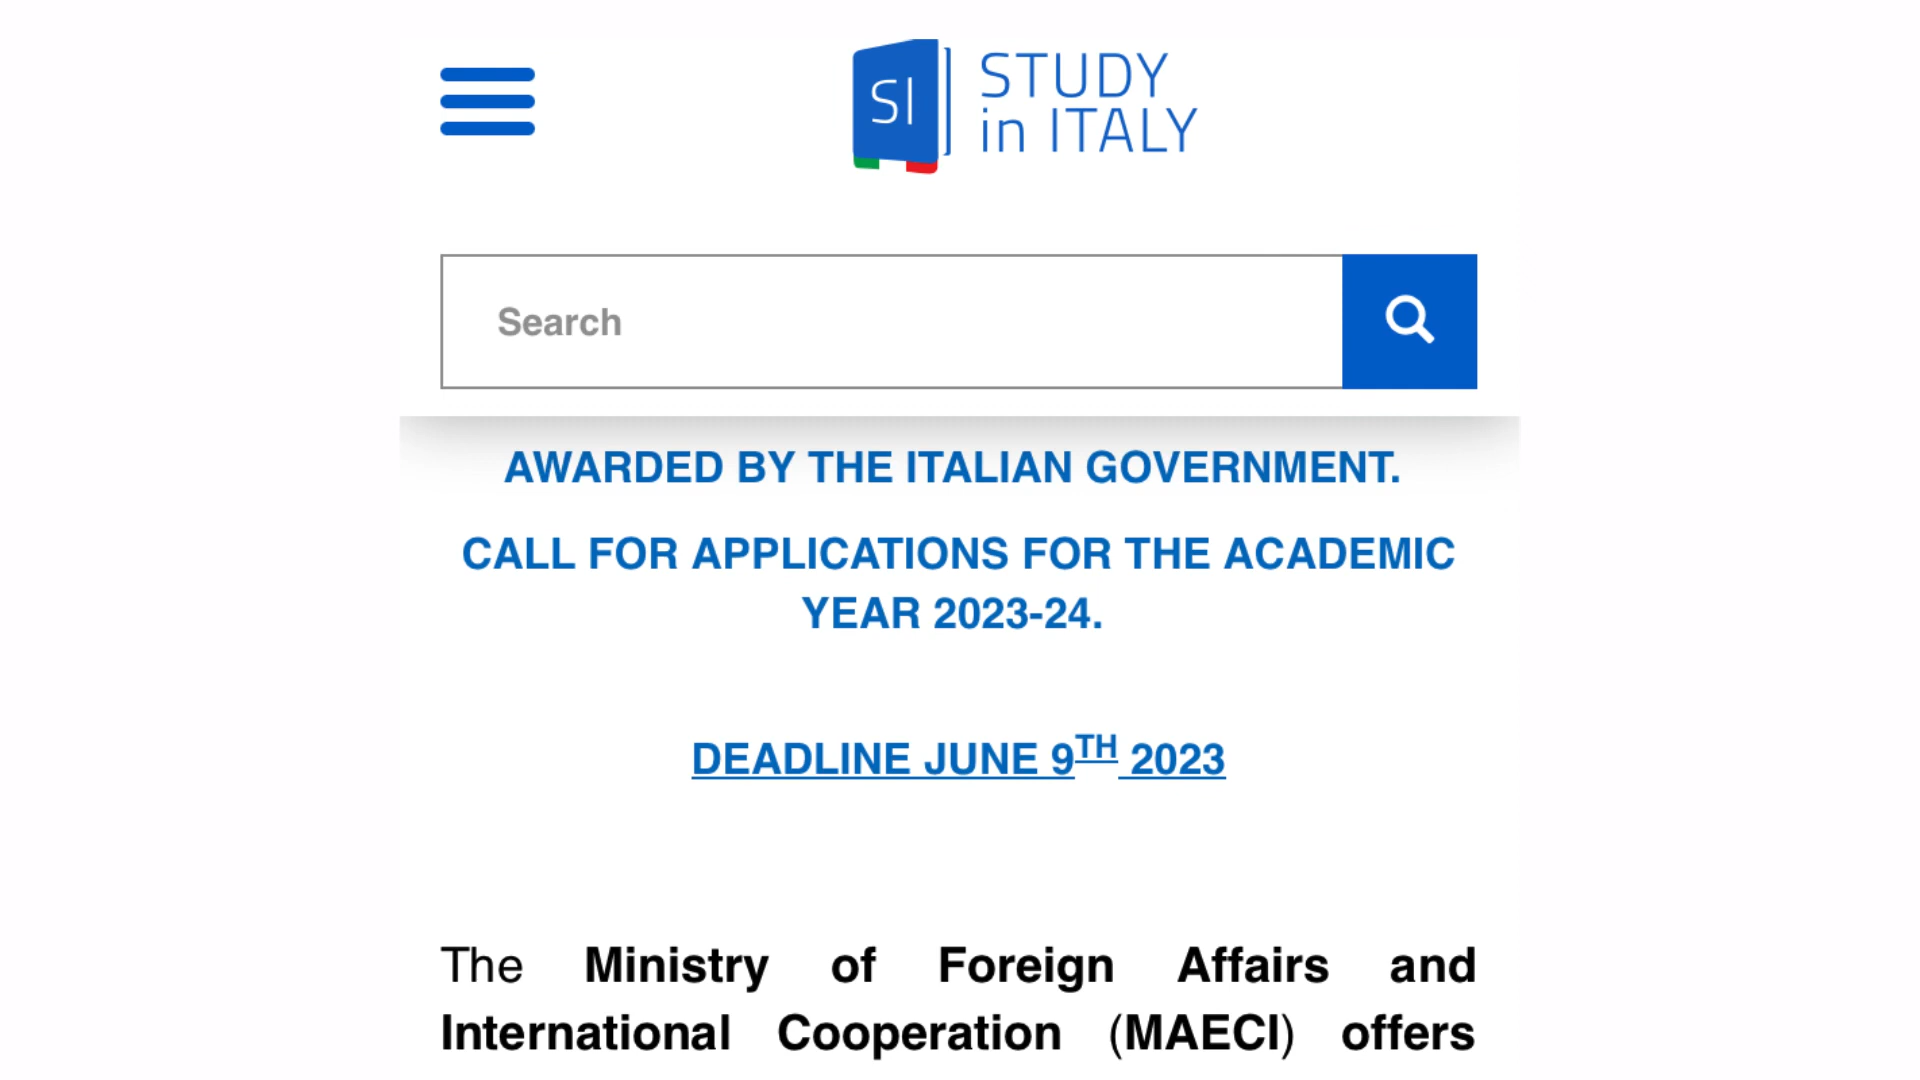 SI
STUDY
in ITALY
Search
AWARDED BY THE ITALIAN GOVERNMENT.
CALL FOR APPLICATIONS FOR THE ACADEMIC
YEAR 2023-24.
DEADLINE JUNE 9TH 2023
The Ministry of Foreign Affairs and
International Cooperation (MAECI) offers